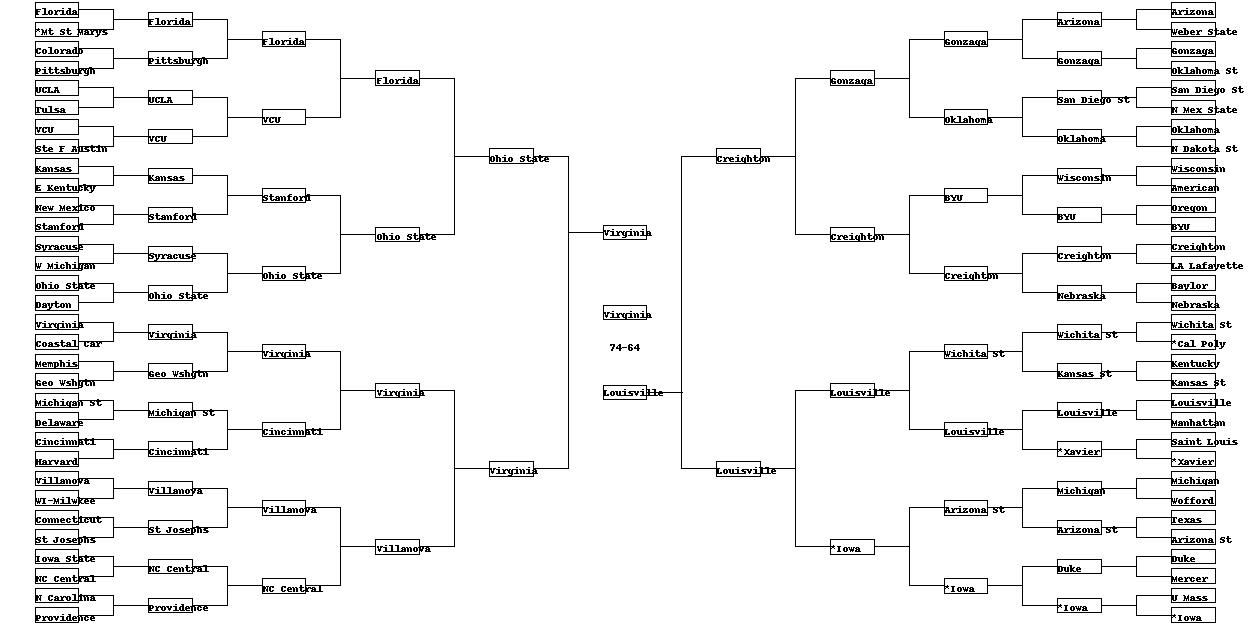 Florida
*Mt St Marys
Colorado
Pittsburgh
UCLA
Tulsa
VCU
Ste F Austin
Kansas
E Kentucky
New Mexico
Stanford
Syracuse
W Michigan
Ohio State
Dayton
Virginia
Coastal Car
Memphis
Geo Wshgtn
Michigan St
Delaware
Cincinnati
Harvard
Villanova
WI-Milwkee
Connecticut
St Josephs
Iowa State
NC Central
N Carolina
Providence
Florida
Pittsburgh
UCLA
VCU
Kansas
Stanford
Syracuse
Ohio State
Virginia
Geo Wshgtn
Michigan St
Cincinnati
Villanova
St Josephs
NC Central
Providence
Florida
VCU
Stanford
Ohio State
Virginia
Cincinnati
Villanova
NC Central
Florida
Ohio State
Virginia
Villanova
Ohio State
Virginia
Virginia
Virginia
74-64
Louisville
Creighton
Louisville
Gonzaga
Creighton
Louisville
*Iowa
Gonzaga
Oklahoma
BYU
Creighton
Wichita St
Louisville
Arizona St
*Iowa
Arizona
Gonzaga
San Diego St
Oklahoma
Wisconsin
BYU
Creighton
Nebraska
Wichita St
Kansas St
Louisville
*Xavier
Michigan
Arizona St
Duke
*Iowa
Arizona
Weber State
Gonzaga
Oklahoma St
San Diego St
N Mex State
Oklahoma
N Dakota St
Wisconsin
American
Oregon
BYU
Creighton
LA Lafayette
Baylor
Nebraska
Wichita St
*Cal Poly
Kentucky
Kansas St
Louisville
Manhattan
Saint Louis
*Xavier
Michigan
Wofford
Texas
Arizona St
Duke
Mercer
U Mass
*Iowa